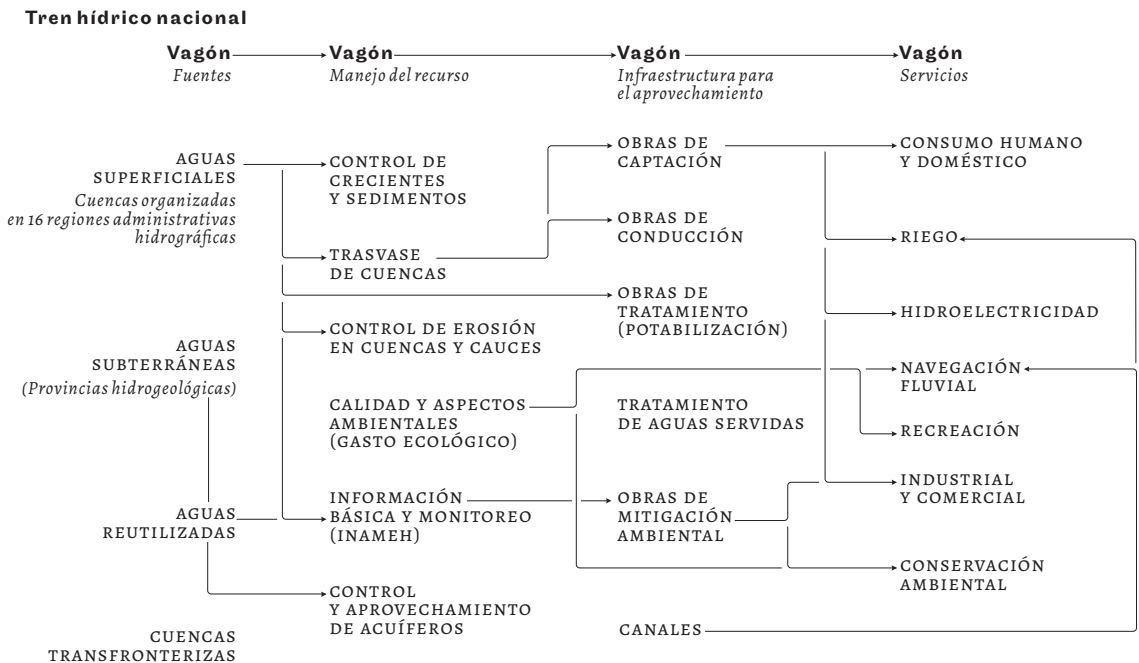 Tren hídrico nacional
Vagón
Fuentes
Vagón
Manejo del recurso
Vagón
Infraestructura para
el aprovechamiento
Vagón
Servicios
AGUAS
SUPERFICIALES
Cuencas organizadas
en 16 regiones administrativas
hidrográficas
AGUAS
SUBTERRÁNEAS
(Provincias hidrogeológicas)
AGUAS
REUTILIZADAS
CUENCAS
TRANSFRONTERIZAS
CONTROL DE
CRECIENTES
Y SEDIMENTOS
TRASVASE
DE CUENCAS
CONTROL DE EROSIÓN
EN CUENCAS Y CAUCES
CALIDAD Y ASPECTOS
AMBIENTALES
(GASTO ECOLÓGICO)
INFORMACIÓN
BÁSICA Y MONITOREO
(INAMEH)
CONTROL
Y APROVECHAMIENTO
DE ACUÍFEROS
OBRAS DE
CAPTACIÓN
OBRAS DE
CONDUCCIÓN
OBRAS DE
TRATAMIENTO
(POTABILIZACIÓN)
TRATAMIENTO
DE AGUAS SERVIDAS
OBRAS DE
MITIGACIÓN
AMBIENTAL
CANALES
CONSUMO HUMANO
Y DOMÉSTICO
RIEGO
HIDROELECTRICIDAD
NAVEGACIÓN
FLUVIAL
RECREACIÓN
INDUSTRIAL
Y COMERCIAL
CONSERVACIÓN
AMBIENTAL